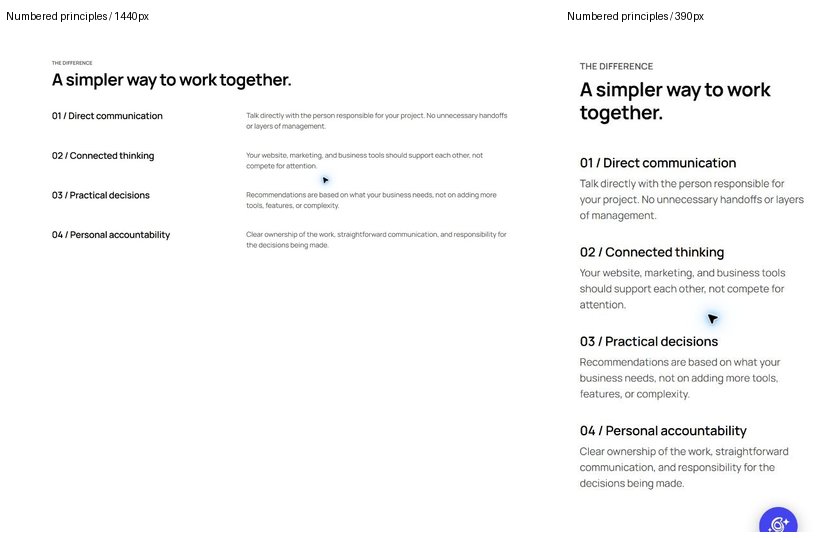 Numbered principles / 1440px
THE DIFFERENCE
A simpler way to work together.
01 / Direct communication
Talk directly with the person responsible for your project. No unnecessary handoffs
or layers of management.
02 / Connected thinking
Your website, marketing, and business tools should support each other, not
compete for attention.
03 / Practical decisions
Recommendations are based on what your business needs, not on adding more
tools, features, or complexity.
04 / Personal accountability
Clear ownership of the work, straightforward communication, and responsibility for
the decisions being made.
Numbered principles / 390px
THE DIFFERENCE
A simpler way to work
together.
01 / Direct communication
Talk directly with the person responsible for
your project. No unnecessary handoffs or layers
of management.
02 / Connected thinking
Your website, marketing, and business tools
should support each other, not compete for
attention.
03 / Practical decisions
Recommendations are based on what your
business needs, not on adding more tools,
features, or complexity.
04 / Personal accountability
Clear ownership of the work, straightforward
communication, and responsibility for the
decisions being made.